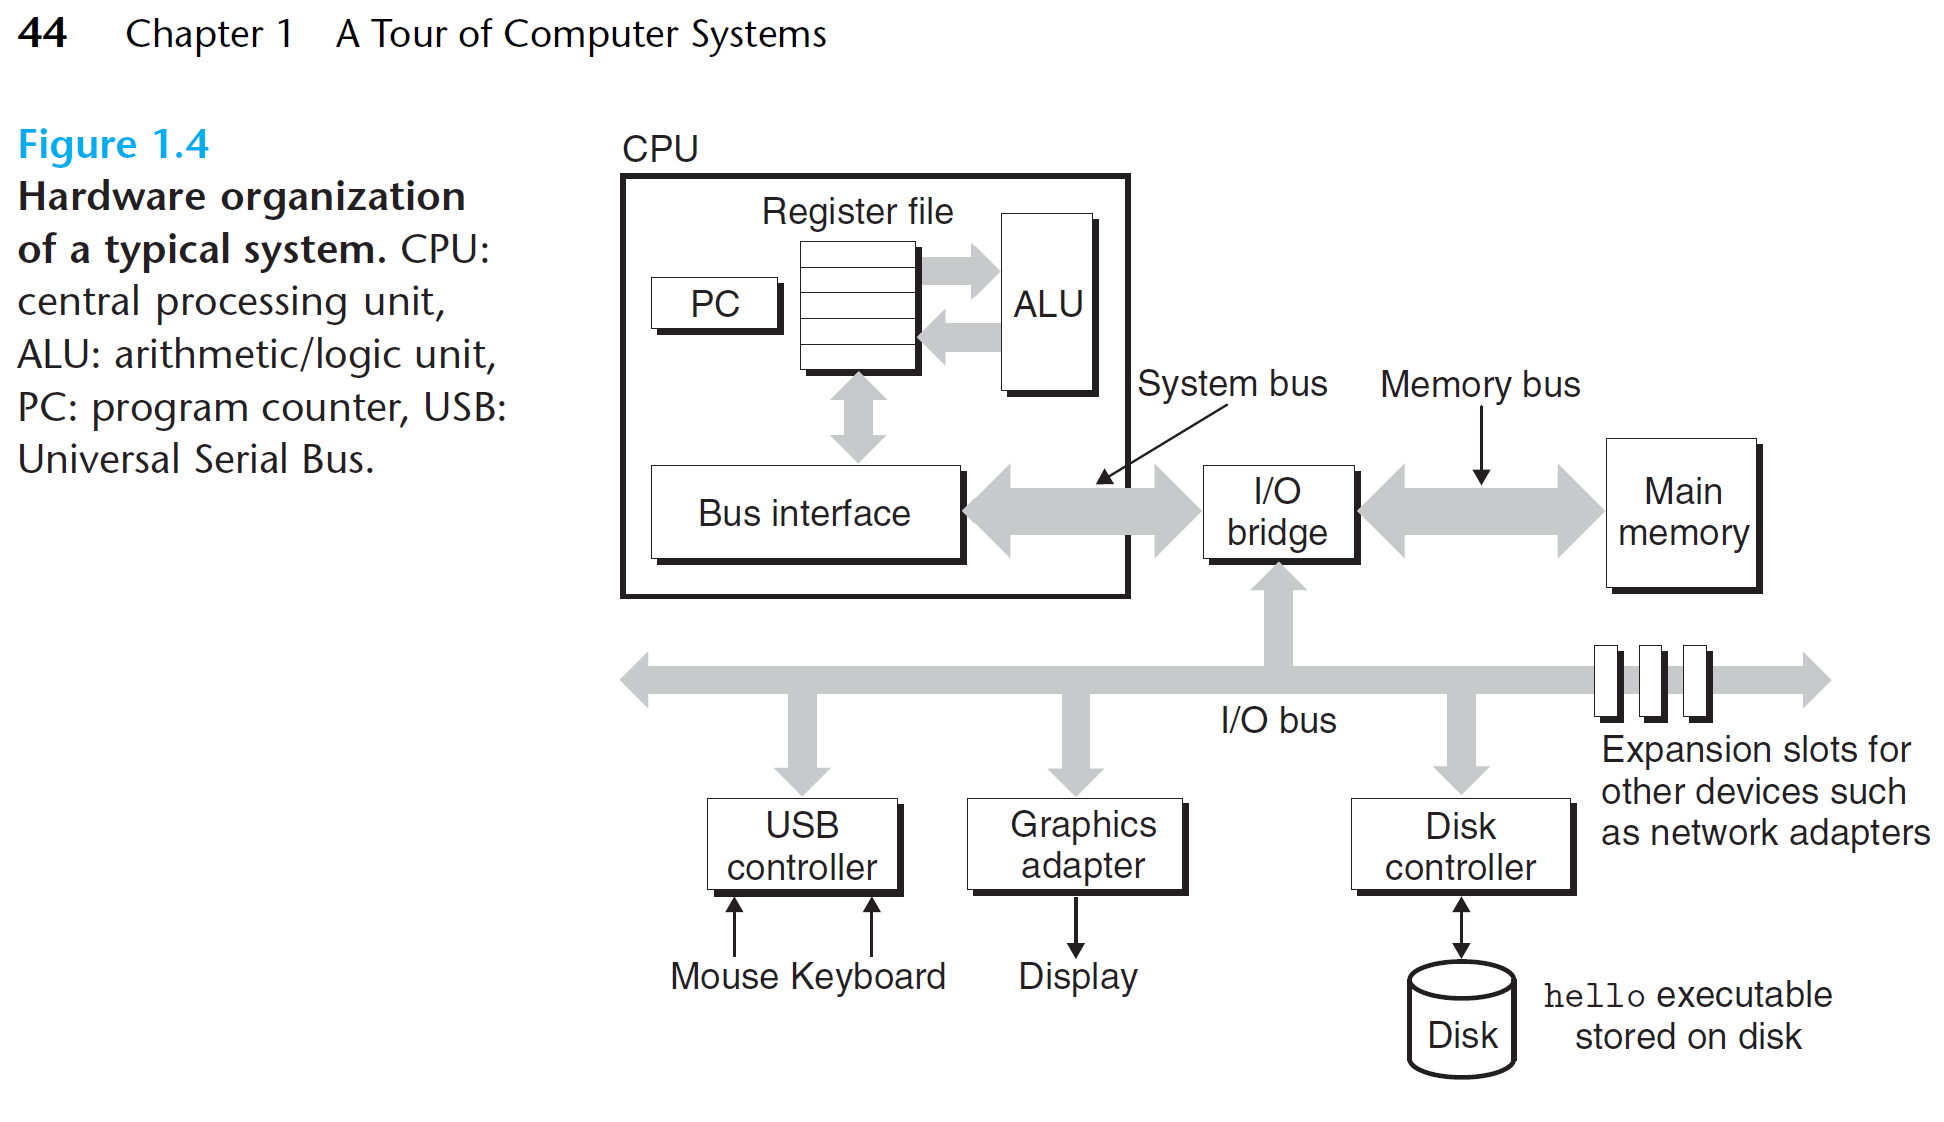 44 Chapter 1 A Tour of Computer Systems
Figure 1.4
Hardware organization
of a typical system. CPU:
central processing unit,
ALU: arithmetic/logic unit,
PC: program counter, USB:
Universal Serial Bus.
CPU
Register file
PC
ALU
System bus
Memory bus
Bus interface
I/O
bridge
Main
memory
I/O bus
Expansion slots for
other devices such
as network adapters
USB
controller
Graphics
adapter
Disk
controller
Mouse Keyboard
Display
Disk
hello executable
stored on disk